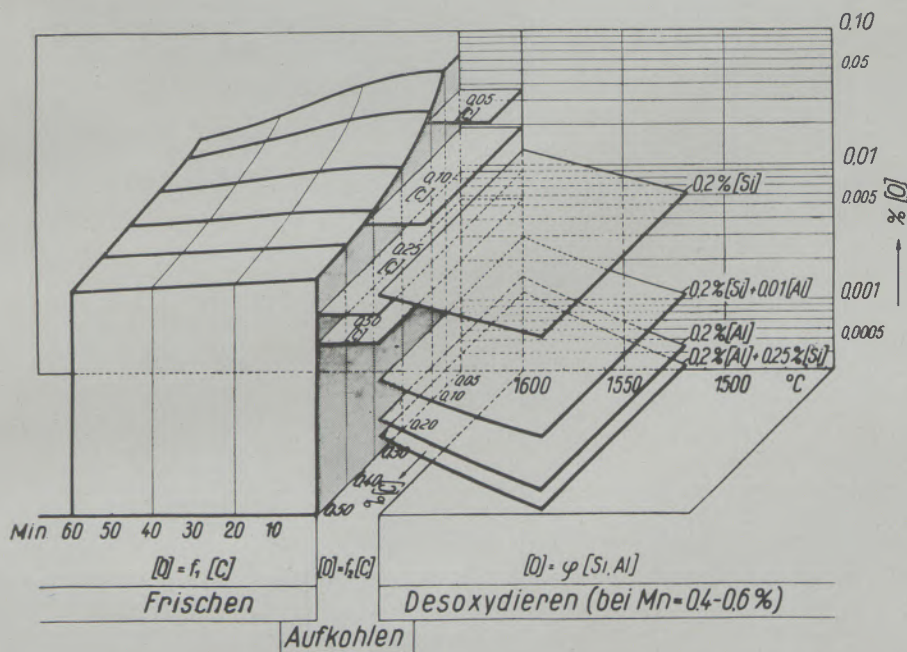 0.10
0.05
0.01
0.005
0.001
0.0005
% [O]
0.05
[C]
0.10
[C]
0.25
[C]
0.50
[C]
0.2%[Si]
0.2%[Si]+0.01[Al]
0.2%[Al]
0.2%[Al]+0.25%[Si]
1600 1550 1500 °C
0.05
0.10
0.20
0.30
0.40
0.50
%[C]
Min 60 50 40 30 20 10
[O]=f₁[C] [O]=f₂[C] [O]=φ[Si,Al]
Frischen Desoxydieren (bei Mn=0.4-0.6%)
Aufkohlen